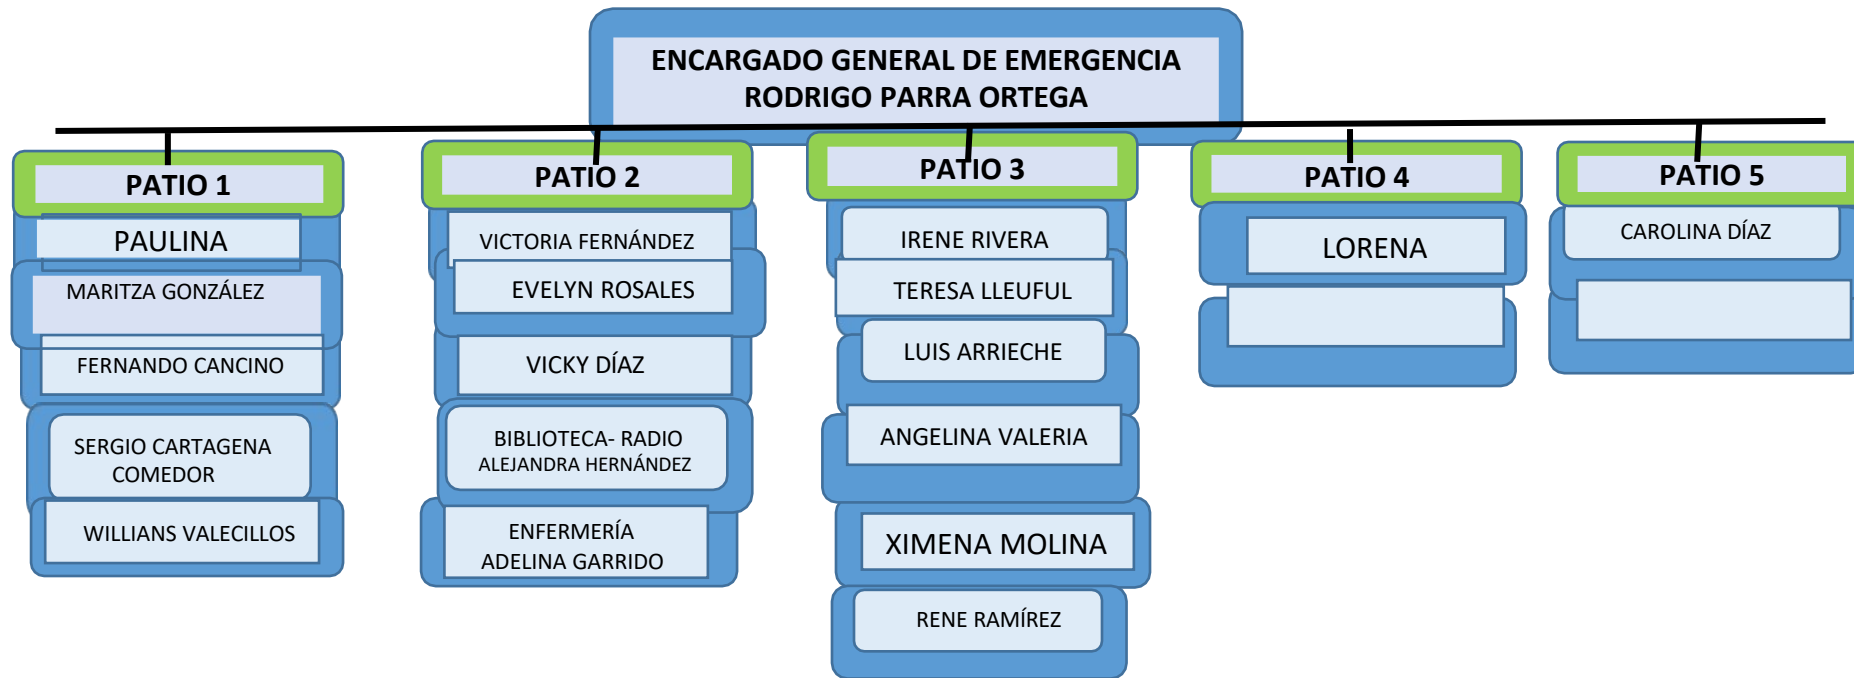 ENCARGADO GENERAL DE EMERGENCIA
RODRIGO PARRA ORTEGA
PATIO 1
PAULINA
MARITZA GONZÁLEZ
FERNANDO CANCINO
SERGIO CARTAGENA
COMEDOR
WILLIANS VALECILLOS
PATIO 2
VICTORIA FERNÁNDEZ
EVELYN ROSALES
VICKY DÍAZ
BIBLIOTECA- RADIO
ALEJANDRA HERNÁNDEZ
ENFERMERÍA
ADELINA GARRIDO
PATIO 3
IRENE RIVERA
TERESA LLEUFUL
LUIS ARRIECHE
ANGELINA VALERIA
XIMENA MOLINA
RENE RAMÍREZ
PATIO 4
LORENA
PATIO 5
CAROLINA DÍAZ